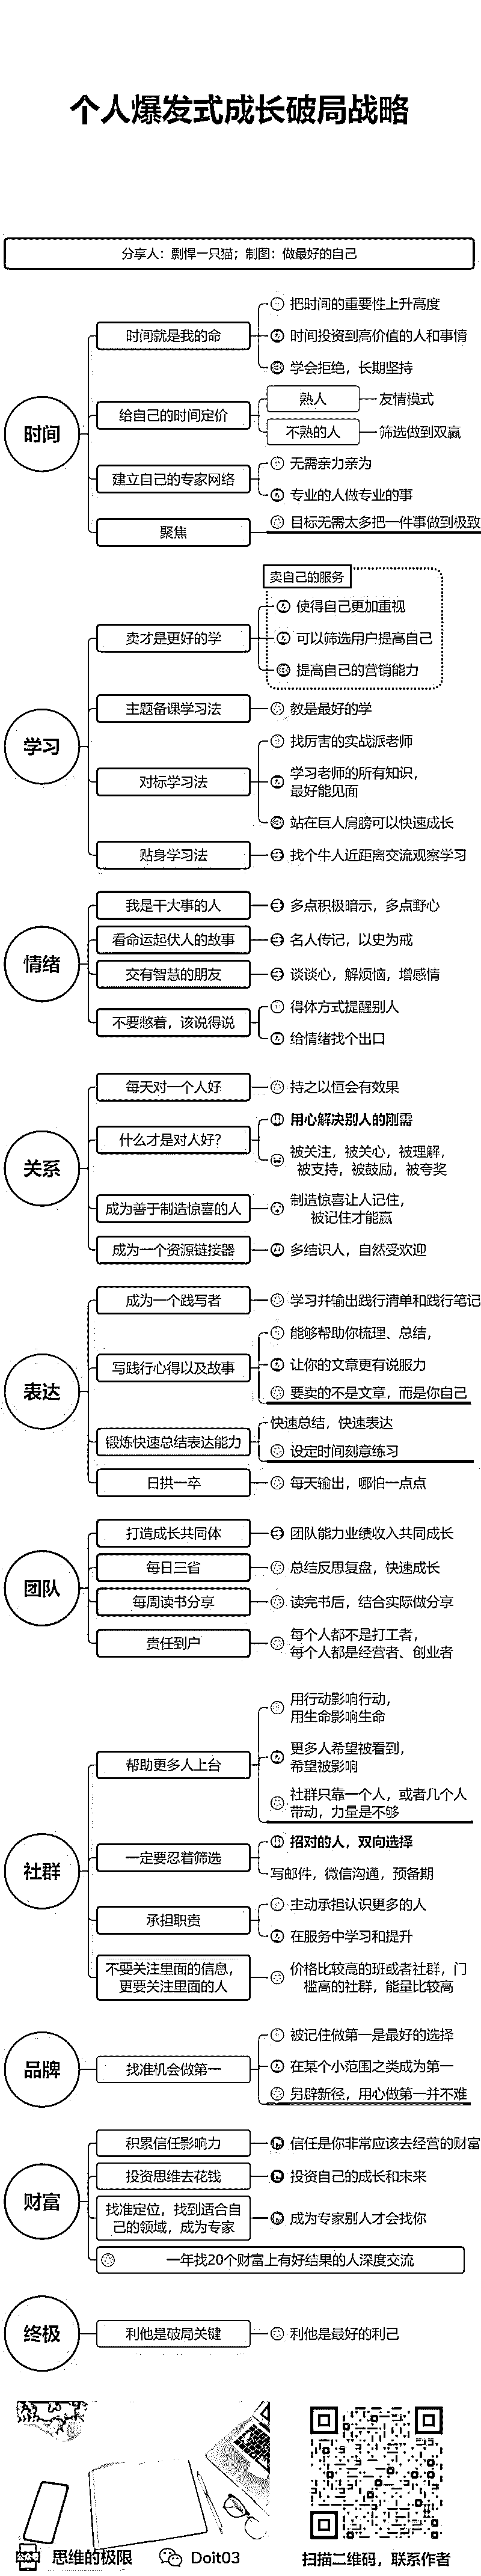 个人爆发式成长破局战略
分享人：剽悍一只猫；制图：做最好的自己
时间
时间就是我的命
把时间的重要性上升高度
时间投资到高价值的人和事情
学会拒绝，长期坚持
给自己的时间定价
熟人
友情模式
不熟的人
筛选做到双赢
建立自己的专家网络
无需亲力亲为
专业的人做专业的事
聚焦
目标无需太多把一件事做到极致
学习
卖才是更好的学
卖自己的服务
使得自己更加重视
可以筛选用户提高自己
提高自己的营销能力
主题备课学习法
教是最好的学
对标学习法
找厉害的实战派老师
学习老师的所有知识，
最好能见面
站在巨人肩膀可以快速成长
贴身学习法
找个牛人近距离交流观察学习
情绪
我是干大事的人
多点积极暗示，多点野心
看命运起伏人的故事
名人传记，以史为戒
交有智慧的朋友
谈谈心，解烦恼，增感情
不要憋着，该说得说
得体方式提醒别人
给情绪找个出口
关系
每天对一个人好
持之以恒会有效果
什么才是对人好？
用心解决别人的刚需
被关注，被关心，被理解，
被支持，被鼓励，被夸奖
成为善于制造惊喜的人
制造惊喜让人记住，
被记住才能赢
成为一个资源链接器
多结识人，自然受欢迎
表达
成为一个践写者
学习并输出践行清单和践行笔记
写践行心得以及故事
能够帮助你梳理、总结，
让你的文章更有说服力
要卖的不是文章，而是你自己
锻炼快速总结表达能力
快速总结，快速表达
设定时间刻意练习
日拱一卒
每天输出，哪怕一点点
团队
打造成长共同体
团队能力业绩收入共同成长
每日三省
总结反思复盘，快速成长
每周读书分享
读完书后，结合实际做分享
责任到户
每个人都不是打工者，
每个人都是经营者、创业者
社群
帮助更多人上台
用行动影响行动，
用生命影响生命
更多人希望被看到，
希望被影响
社群只靠一个人，或者几个人
带动，力量是不够
一定要忍着筛选
招对的人，双向选择
写邮件，微信沟通，预备期
承担职责
主动承担认识更多的人
在服务中学习和提升
不要关注里面的信息，
更要关注里面的人
价格比较高的班或者社群，门
槛高的社群，能量比较高
品牌
找准机会做第一
被记住做第一是最好的选择
在某个小范围之类成为第一
另辟新径，用心做第一并不难
财富
积累信任影响力
信任是你非常应该去经营的财富
投资思维去花钱
投资自己的成长和未来
找准定位，找到适合自
己的领域，成为专家
成为专家别人才会找你
一年找20个财富上有好结果的人深度交流
终极
利他是破局关键
利他是最好的利己
思维的极限
Doit03
扫描二维码，联系作者